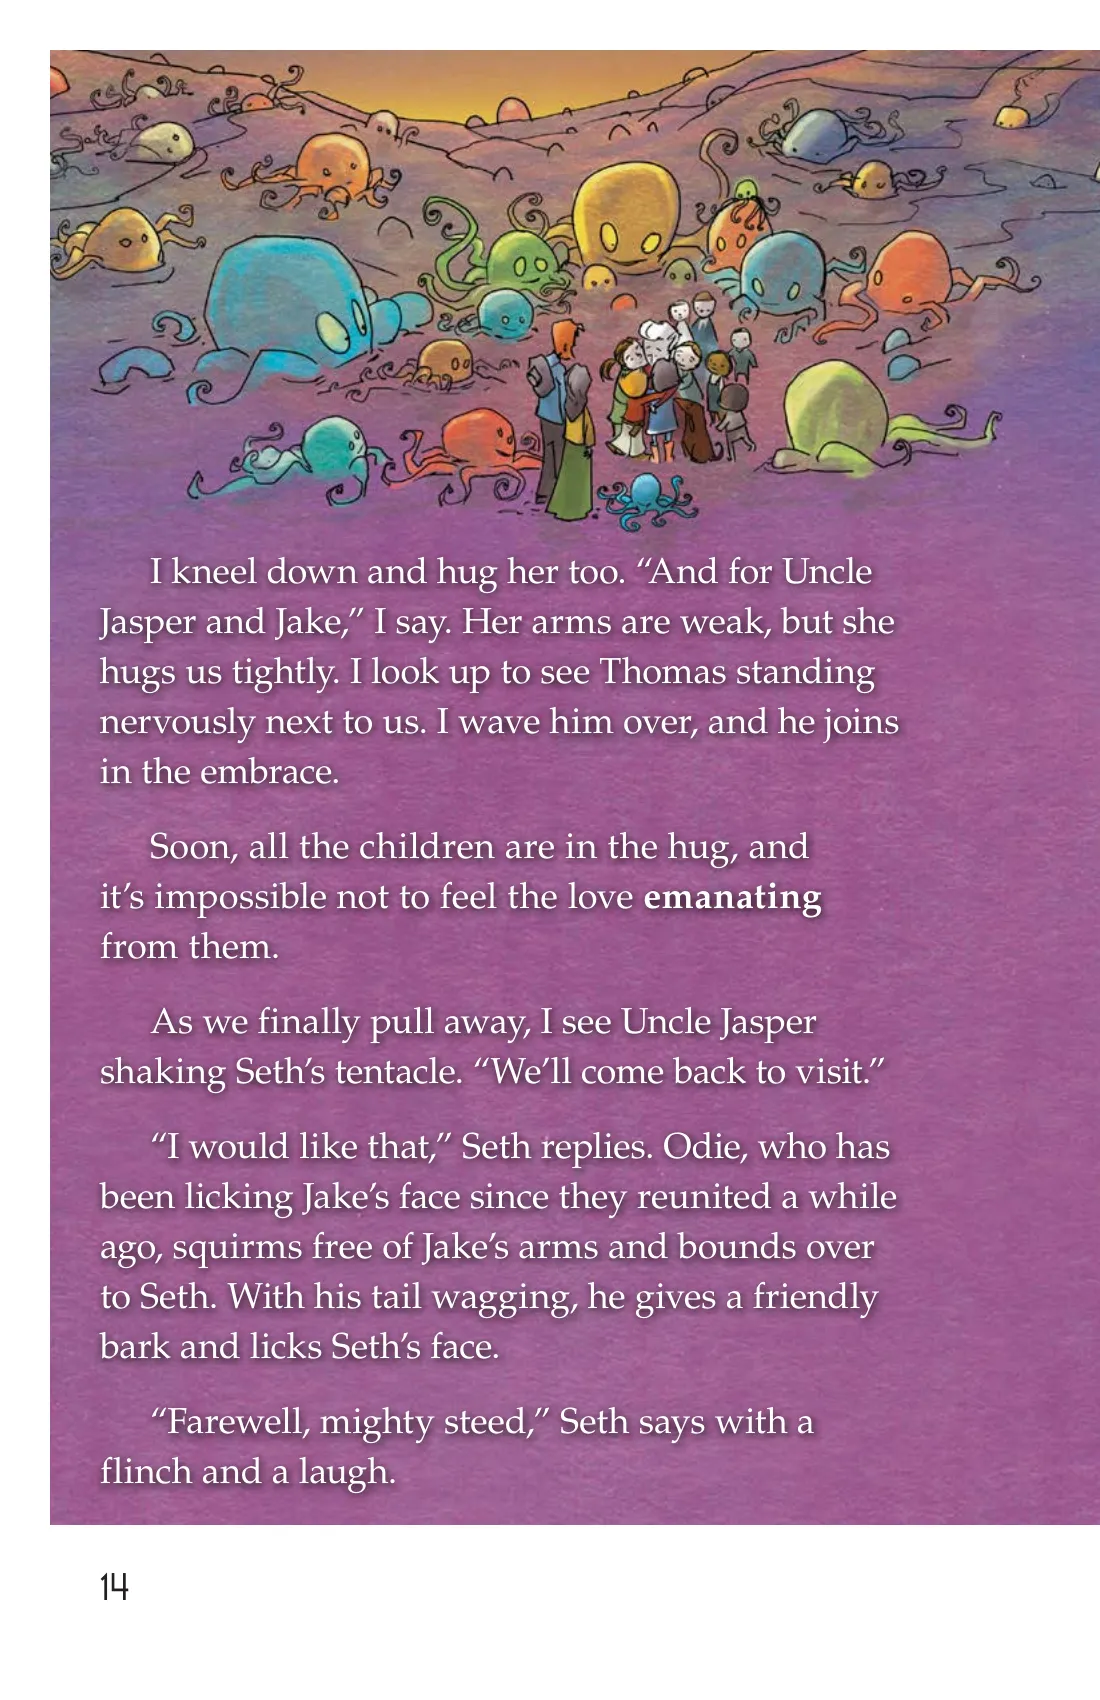 I kneel down and hug her too. “And for Uncle
Jasper and Jake,” I say. Her arms are weak, but she
hugs us tightly. I look up to see Thomas standing
nervously next to us. I wave him over, and he joins
in the embrace.
Soon, all the children are in the hug, and
it’s impossible not to feel the love emanating
from them.
As we finally pull away, I see Uncle Jasper
shaking Seth’s tentacle. “We’ll come back to visit.”
“I would like that,” Seth replies. Odie, who has
been licking Jake’s face since they reunited a while
ago, squirms free of Jake’s arms and bounds over
to Seth. With his tail wagging, he gives a friendly
bark and licks Seth’s face.
“Farewell, mighty steed,” Seth says with a
flinch and a laugh.
14